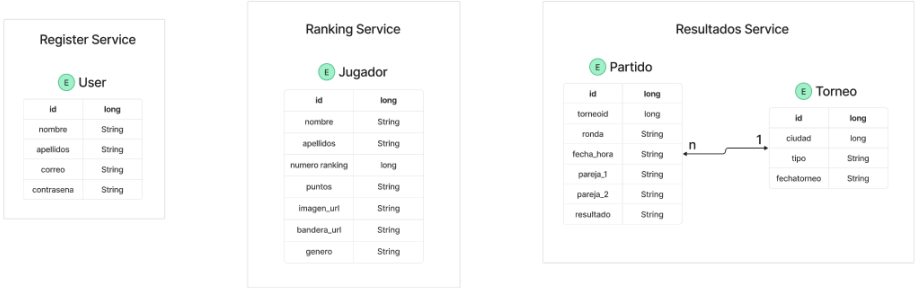 Register Service
E User
id long
nombre String
apellidos String
correo String
contrasena String
Ranking Service
E Jugador
id long
nombre String
apellidos String
numero ranking long
puntos String
imagen_url String
bandera_url String
genero String
Resultados Service
E Partido
id long
torneoid long
ronda String
fecha_hora String
pareja_1 String
pareja_2 String
resultado String
n 1
E Torneo
id long
ciudad long
tipo String
fechatorneo String